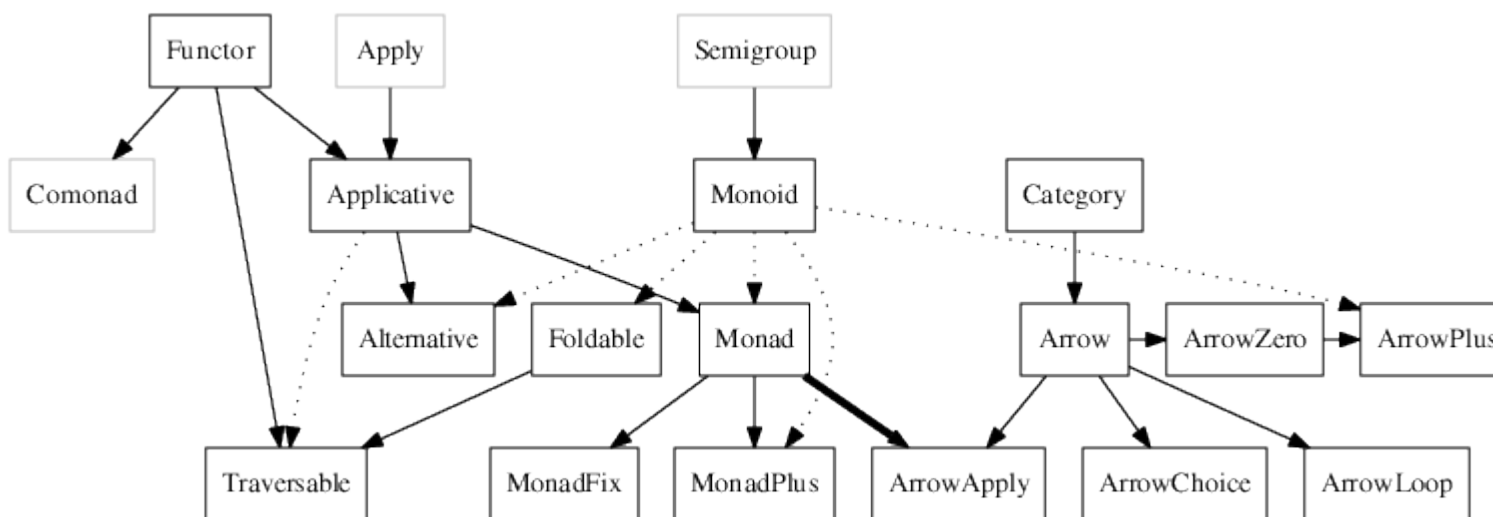 Functor
Apply
Semigroup
Comonad
Applicative
Monoid
Category
Alternative
Foldable
Monad
Arrow
ArrowZero
ArrowPlus
Traversable
MonadFix
MonadPlus
ArrowApply
ArrowChoice
ArrowLoop